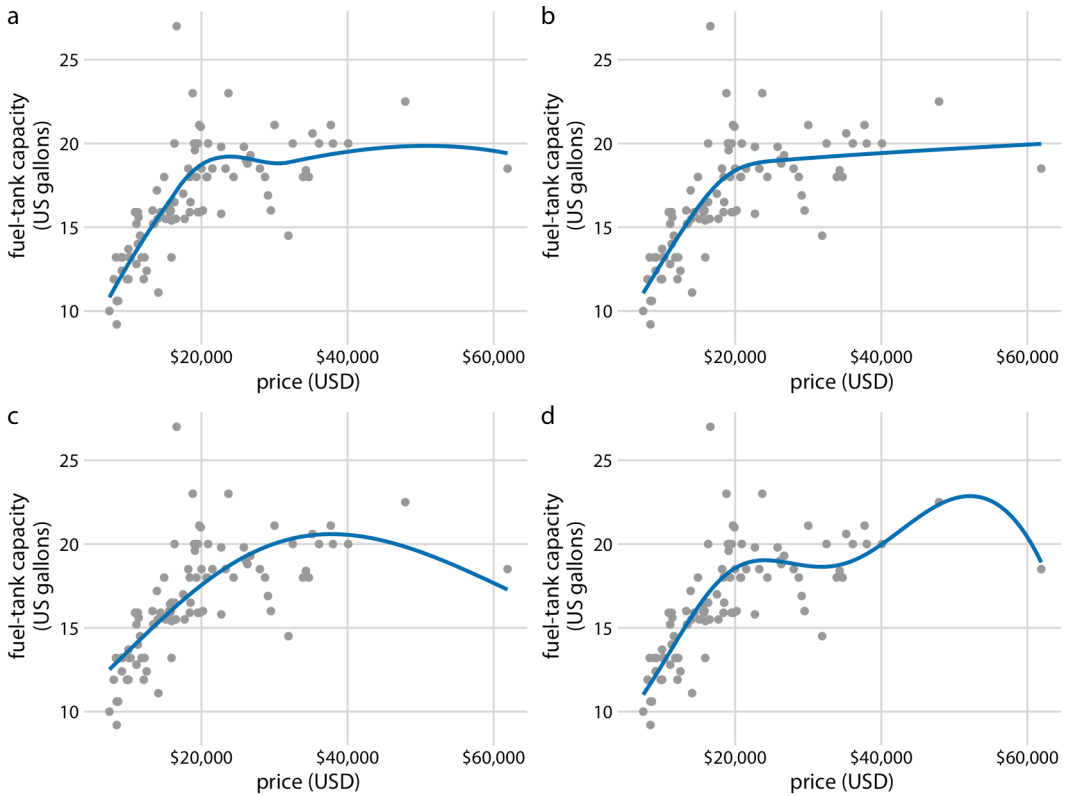 a
25
20
15
10
fuel-tank capacity
(US gallons)
$20,000 $40,000 $60,000
price (USD)
b
25
20
15
10
fuel-tank capacity
(US gallons)
$20,000 $40,000 $60,000
price (USD)
c
25
20
15
10
fuel-tank capacity
(US gallons)
$20,000 $40,000 $60,000
price (USD)
d
25
20
15
10
fuel-tank capacity
(US gallons)
$20,000 $40,000 $60,000
price (USD)